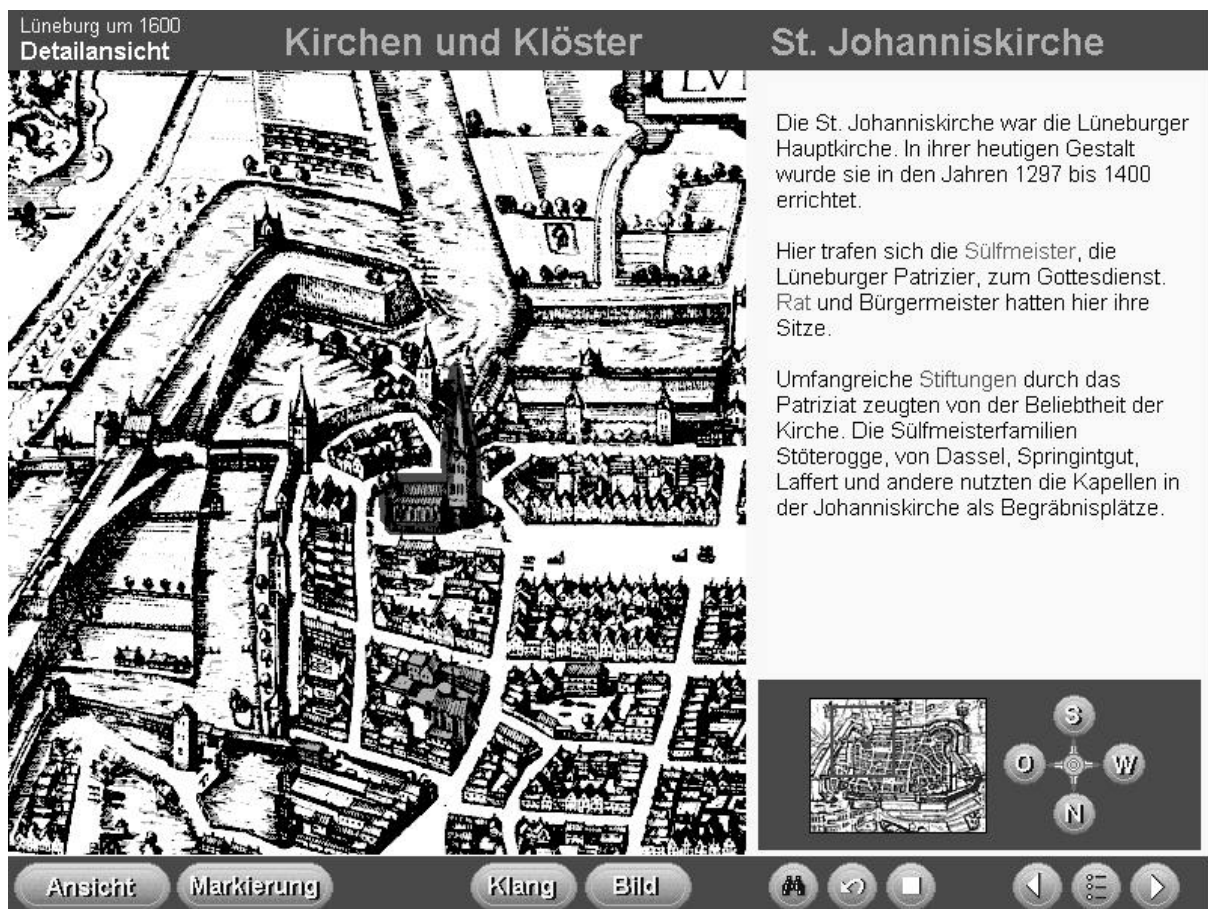 Lüneburg um 1600
Detailansicht
Kirchen und Klöster
St. Johanniskirche
LV
Die St. Johanniskirche war die Lüneburger
Hauptkirche. In ihrer heutigen Gestalt
wurde sie in den Jahren 1297 bis 1400
errichtet.
Hier trafen sich die Sülfmeister, die
Lüneburger Patrizier, zum Gottesdienst.
Rat und Bürgermeister hatten hier ihre
Sitze.
Umfangreiche Stiftungen durch das
Patriziat zeugten von der Beliebtheit der
Kirche. Die Sülfmeisterfamilien
Stöterogge, von Dassel, Springintgut,
Laffert und andere nutzten die Kapellen in
der Johanniskirche als Begräbnisplätze.
S
O
W
N
Ansicht
Markierung
Klang
Bild